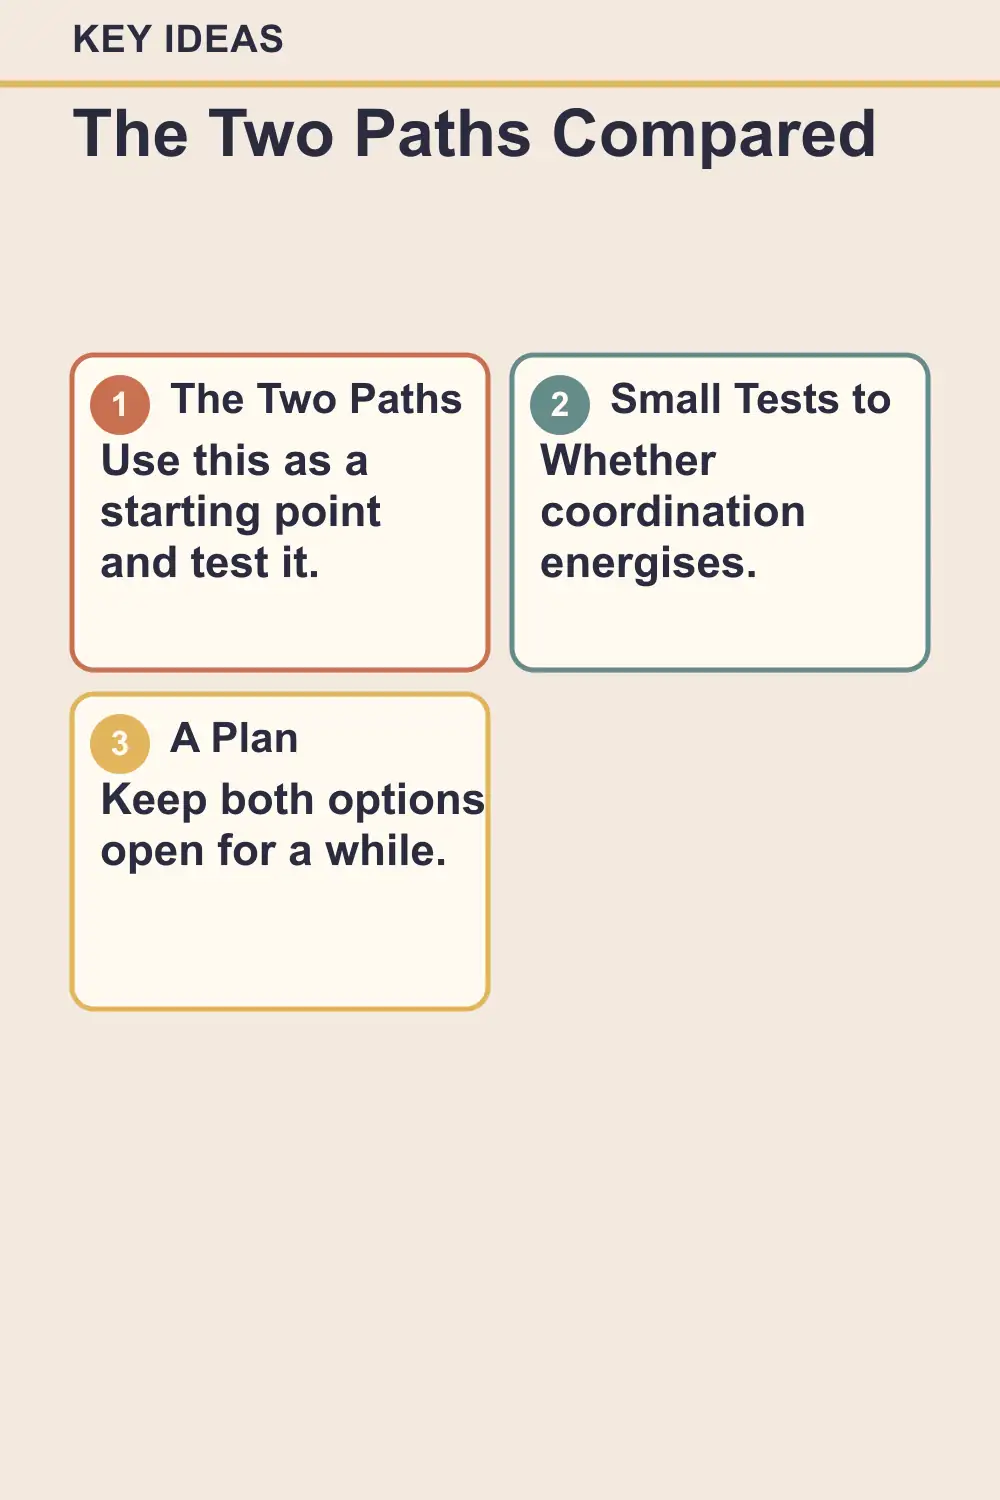 KEY IDEAS
The Two Paths Compared
1 The Two Paths
Use this as a
starting point
and test it.
2 Small Tests to
Whether
coordination
energises.
3 A Plan
Keep both options
open for a while.